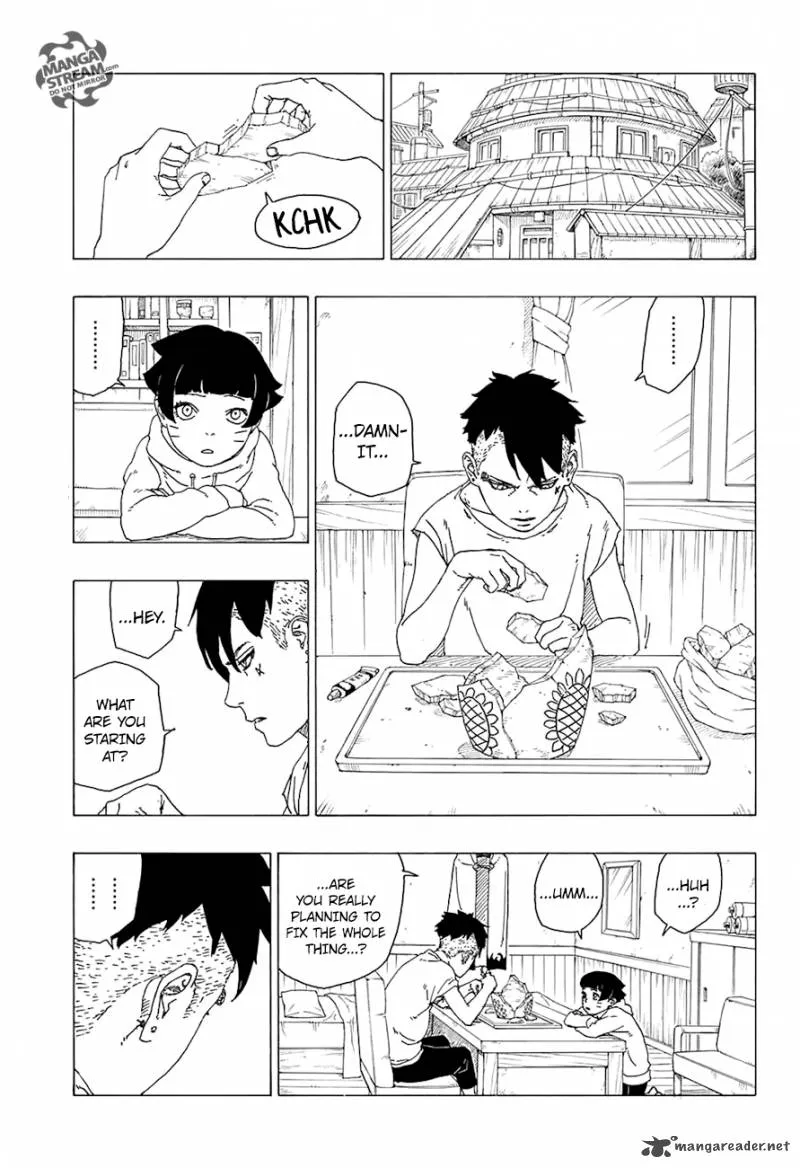 MANGA
STREAM.com
DO NOT MIRROR
KCHK
........
...DAMN-
IT...
........
...HEY.
WHAT
ARE YOU
STARING
AT?
HUH
...?
...UMM...
...ARE
YOU REALLY
PLANNING TO
FIX THE WHOLE
THING...?
........
mangareader.net